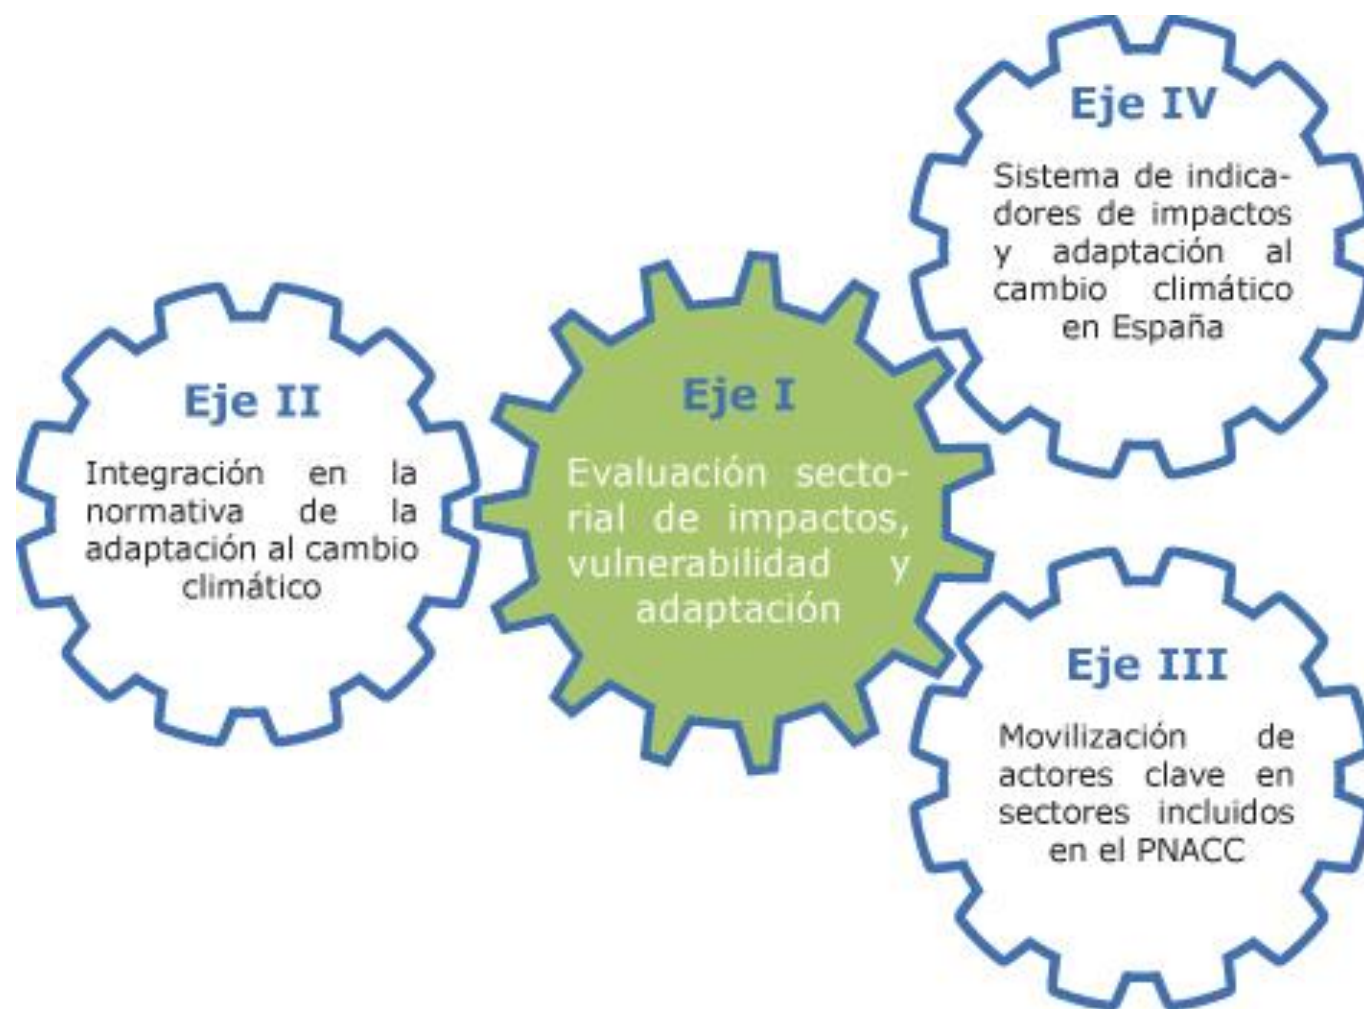 Eje IV
Sistema de indica-
dores de impactos
y adaptación al
cambio climático
en España
Eje II
Integración en la
normativa de la
adaptación al cambio
climático
Eje I
Evaluación secto-
rial de impactos,
vulnerabilidad y
adaptación
Eje III
Movilización de
actores clave en
sectores incluidos
en el PNACC